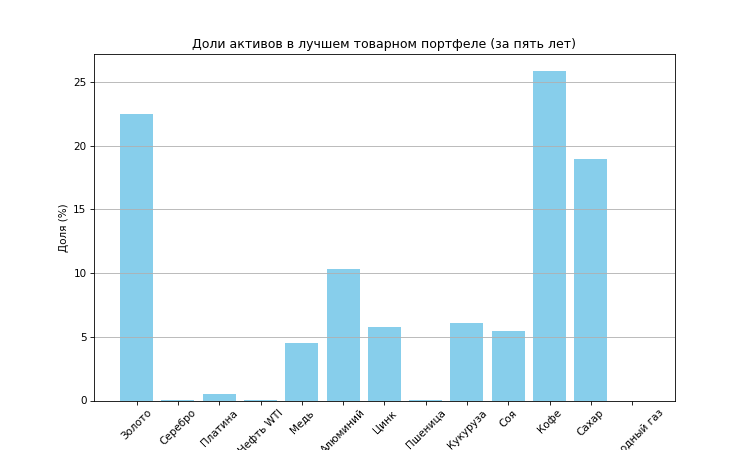 Доли активов в лучшем товарном портфеле (за пять лет)
Доля (%)
25
20
15
10
5
0
Золото
Серебро
Платина
Нефть WTI
Медь
Алюминий
Цинк
Пшеница
Кукуруза
Соя
Кофе
Сахар
газ